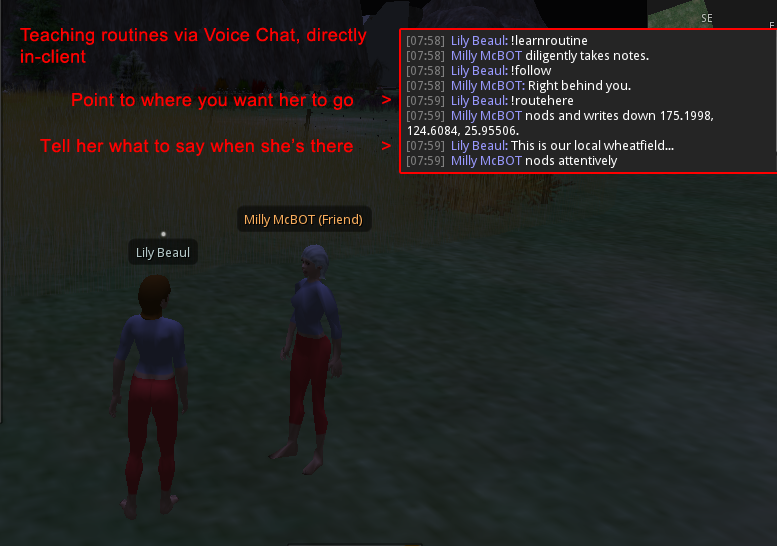 SE
E
Teaching routines via Voice Chat, directly
in-client
Point to where you want her to go >
Tell her what to say when she's there >
[07:58] Lily Beaul: !learnroutine
[07:58] Milly McBOT diligently takes notes.
[07:58] Lily Beaul: !follow
[07:58] Milly McBOT: Right behind you.
[07:59] Lily Beaul: !routehere
[07:59] Milly McBOT nods and writes down 175.1998,
124.6084, 25.95506.
[07:59] Lily Beaul: This is our local wheatfield...
[07:59] Milly McBOT nods attentively
Milly McBOT (Friend)
Lily Beaul